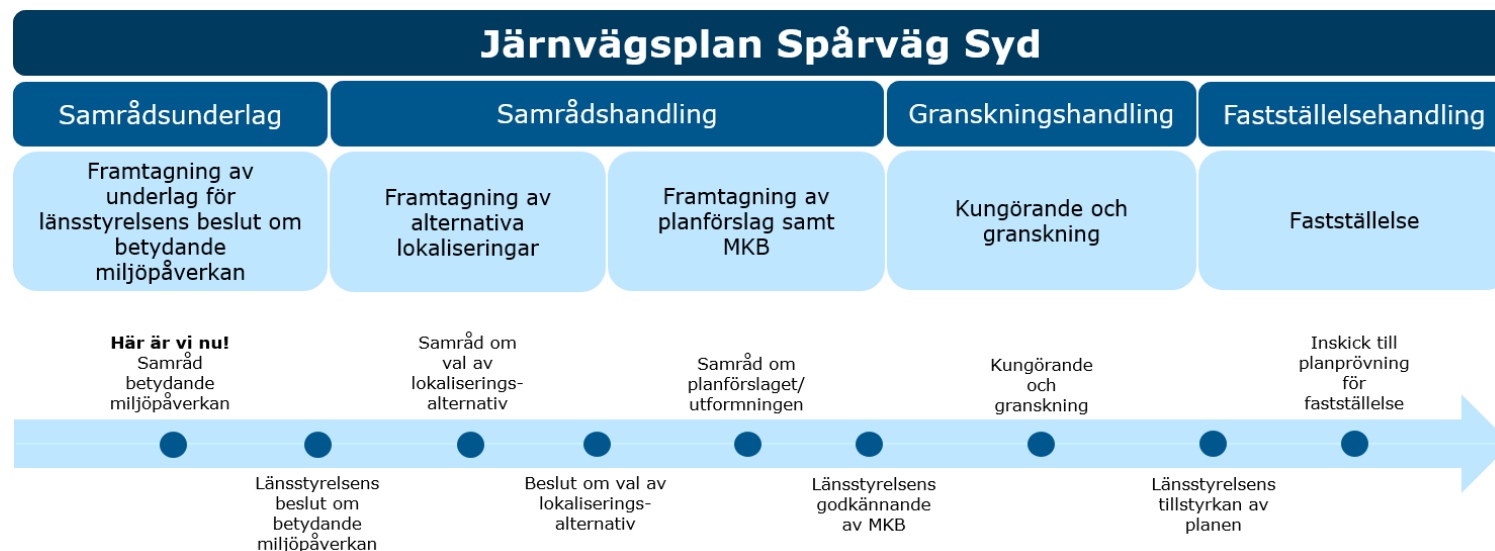 Järnvägsplan Spårväg Syd
Samrådsunderlag
Samrådshandling
Granskningshandling
Fastställelsehandling
Framtagning av
underlag för
länsstyrelsens beslut om
betydande
miljöpåverkan
Framtagning av
alternativa
lokaliseringar
Framtagning av
planförslag samt
MKB
Kungörande och
granskning
Fastställelse
Här är vi nu!
Samråd
betydande
miljöpåverkan
Samråd om
val av
lokaliserings-
alternativ
Samråd om
planförslaget/
utformningen
Kungörande
och
granskning
Inskick till
planprövning
för
fastställelse
Länsstyrelsens
beslut om
betydande
miljöpåverkan
Beslut om val av
lokaliserings-
alternativ
Länsstyrelsens
godkännande
av MKB
Länsstyrelsens
tillstyrkan av
planen